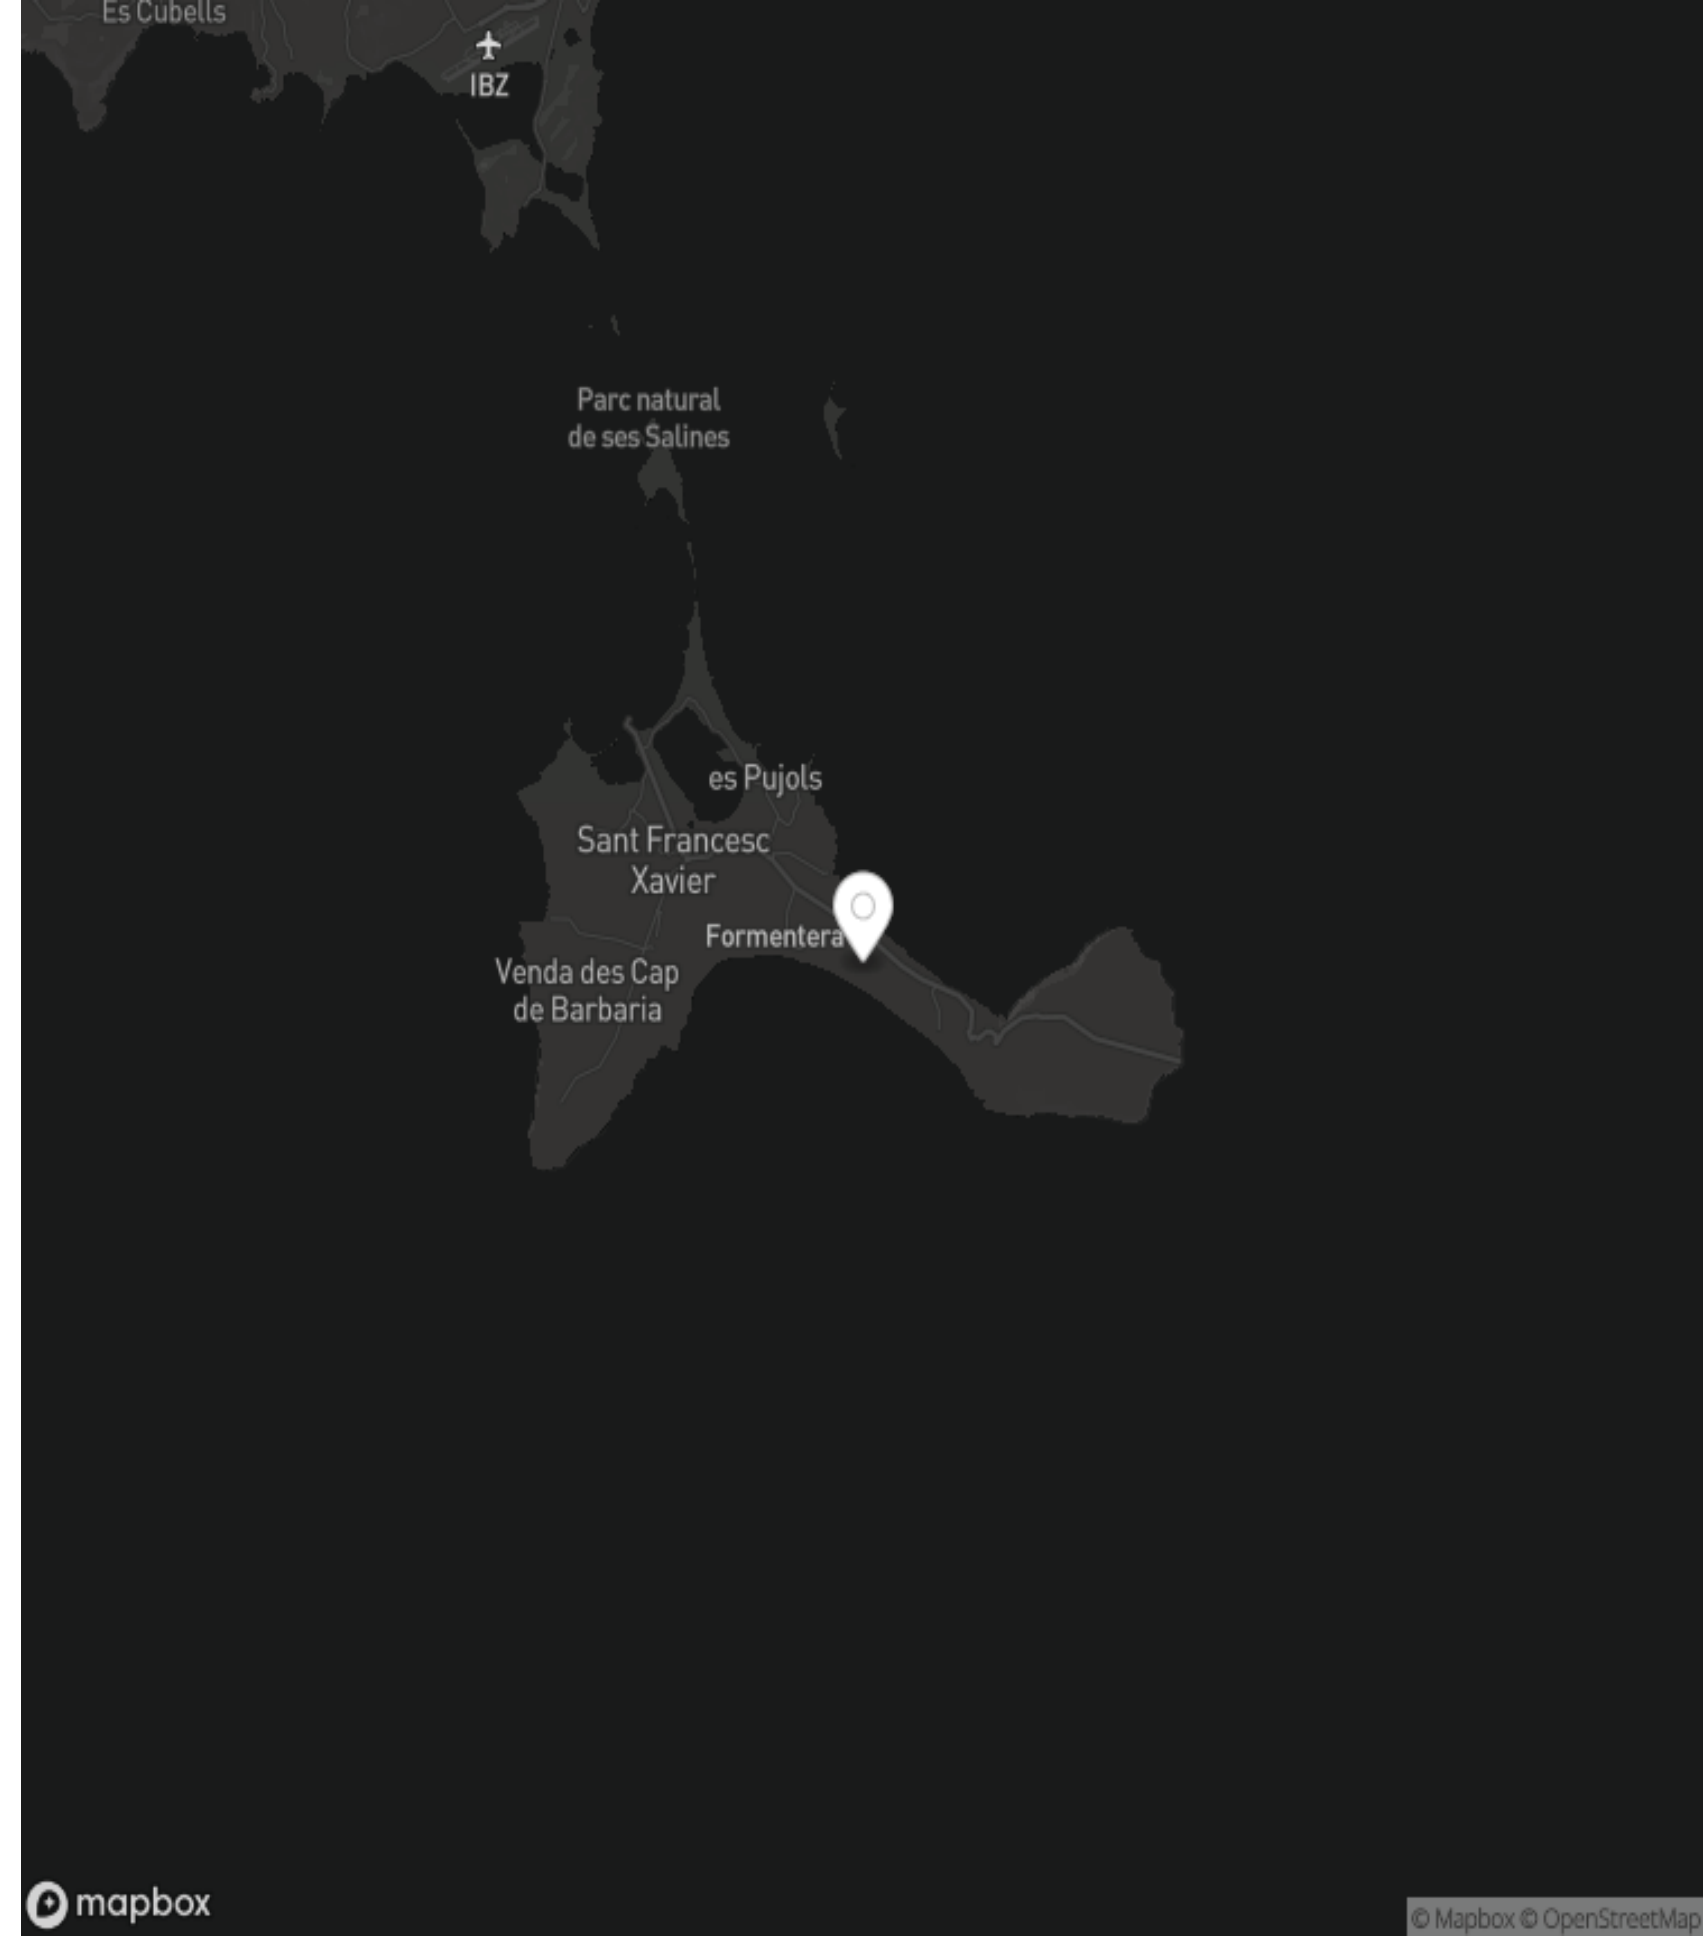 Es Cubells
IBZ
Parc natural
de ses Salines
es Pujols
Sant Francesc
Xavier
Formentera
Venda des Cap
de Barbaria
mapbox
© Mapbox © OpenStreetMap